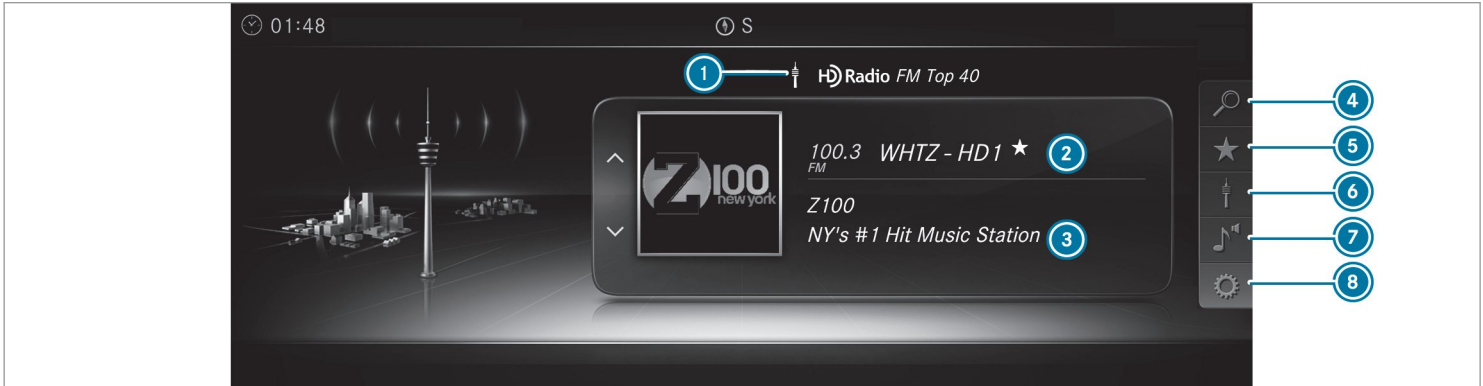 01:48
S
1
HD Radio FM Top 40
4
Z100
new york
100.3
FM
WHTZ - HD1 ★
2
5
Z100
6
NY's #1 Hit Music Station
3
7
8